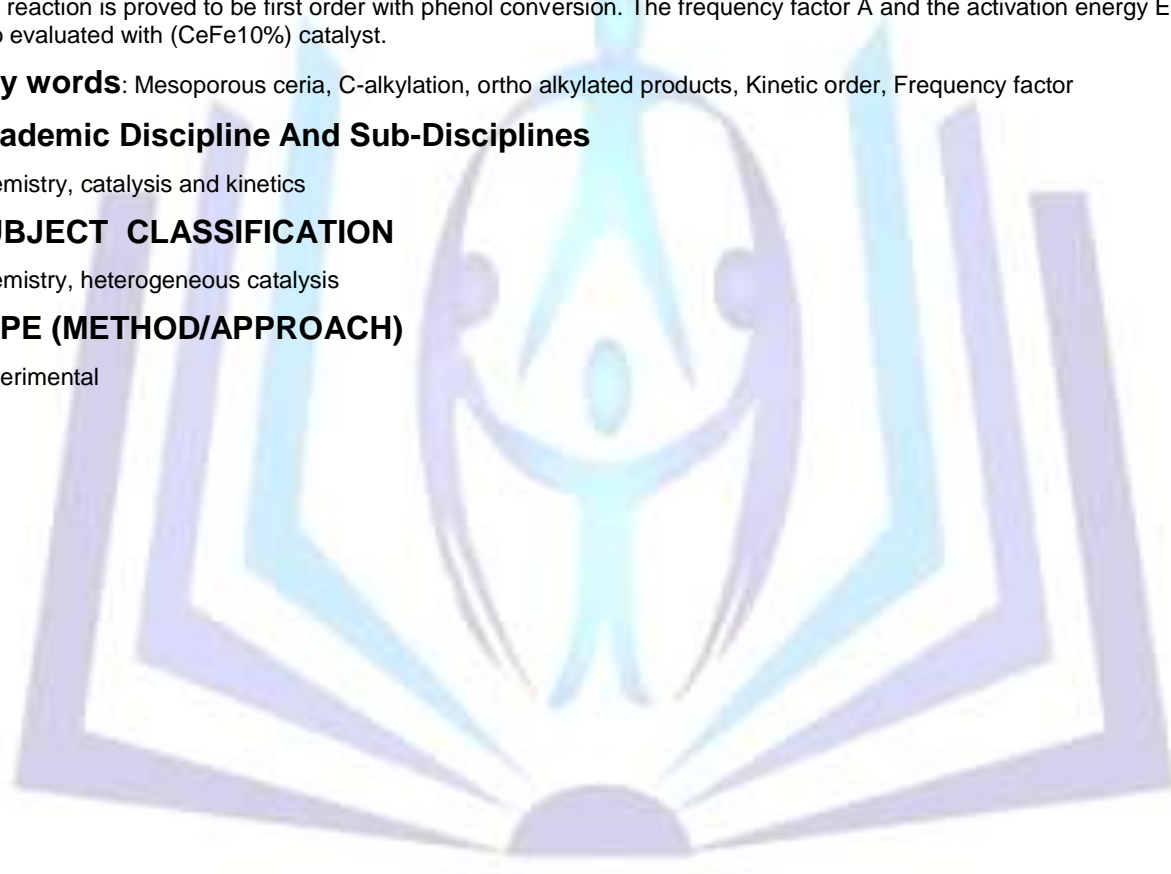 reaction is proved to be first order with phenol conversion. The frequency factor A and the activation energy E
evaluated with (CeFe10%) catalyst.
words: Mesoporous ceria, C-alkylation, ortho alkylated products, Kinetic order, Frequency factor
ademic Discipline And Sub-Disciplines
emistry, catalysis and kinetics
UBJECT CLASSIFICATION
emistry, heterogeneous catalysis
PE (METHOD/APPROACH)
erimental